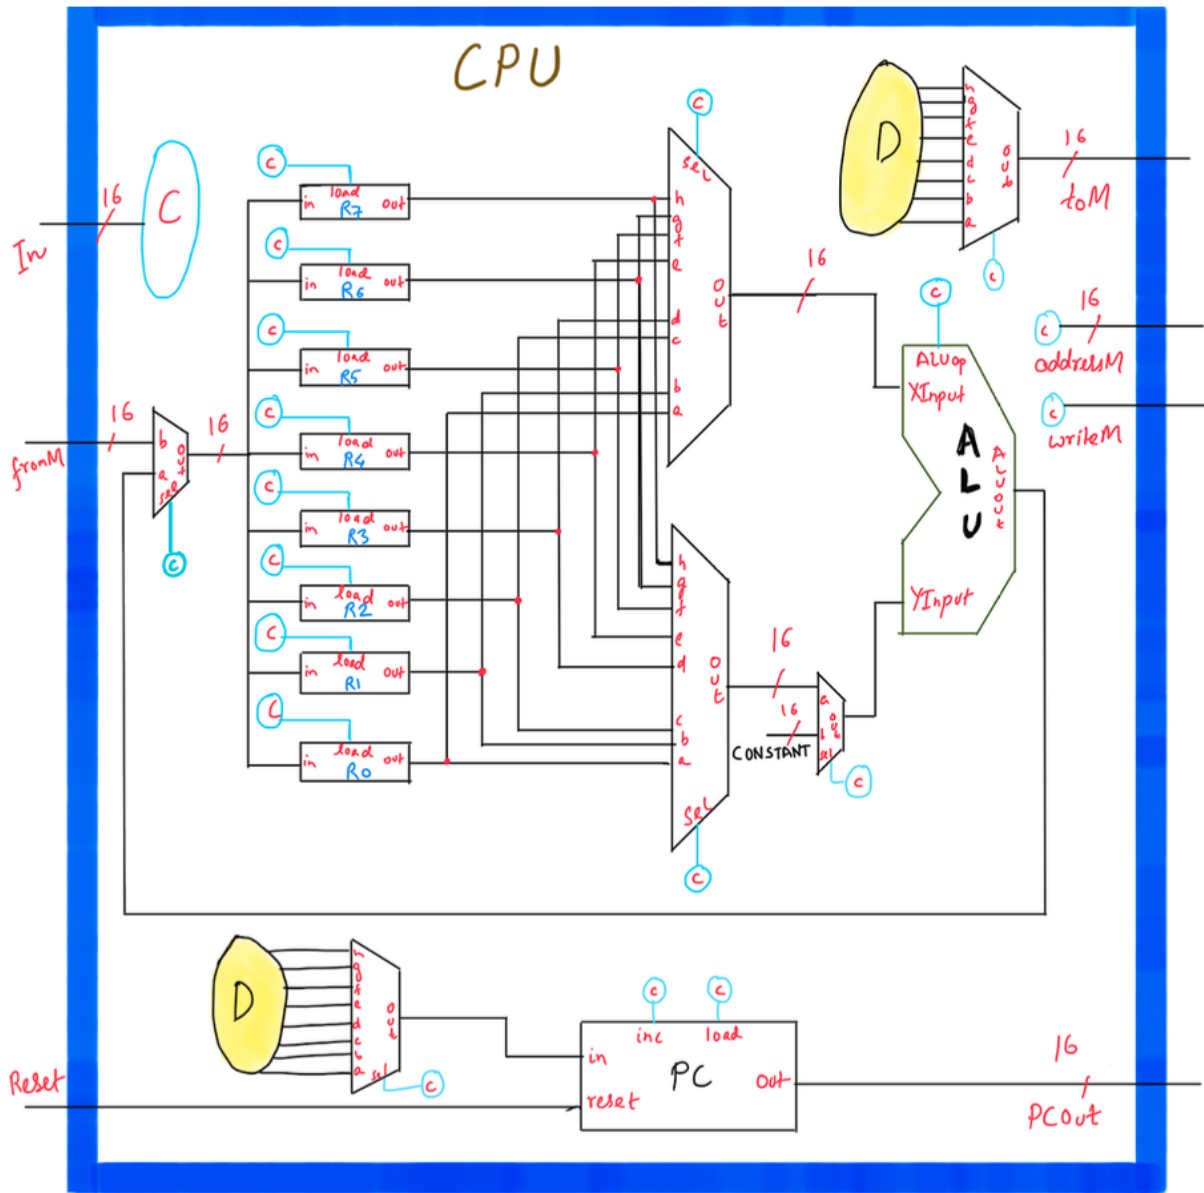 CPU
In
16
C
fromM
16
b
a
out
sel
C
16
C
in
load
R7
out
C
in
load
R6
out
C
in
load
R5
out
C
in
load
R4
out
C
in
load
R3
out
C
in
load
R2
out
C
in
load
R1
out
C
in
load
R0
out
C
sel
h
g
f
e
d
c
b
a
out
16
h
g
f
e
d
c
b
a
out
sel
C
16
16
CONSTANT
a
b
out
sel
C
D
h
g
f
e
d
c
b
a
out
C
16
toM
C
16
addressM
C
writeM
C
ALUop
XInput
ALU
ALUout
YInput
D
h
g
f
e
d
c
b
a
sel
out
C
C
C
inc
load
in
PC
out
reset
Reset
16
PCout